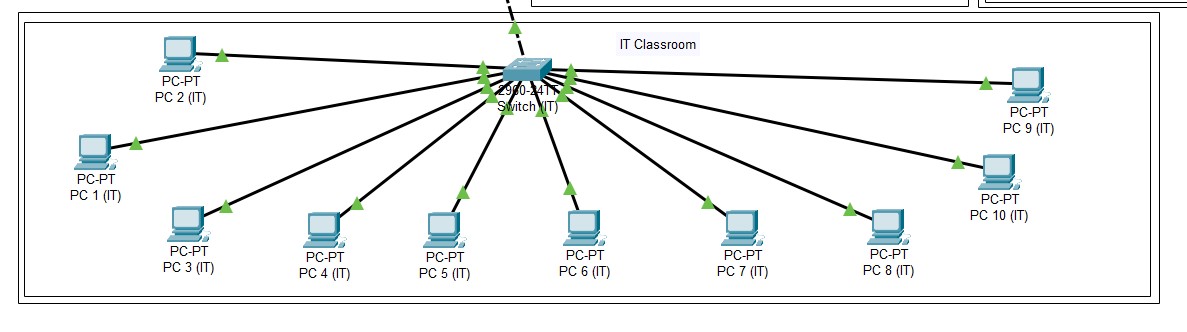 IT Classroom
2960-24TT
Switch (IT)
PC-PT
PC 2 (IT)
PC-PT
PC 9 (IT)
PC-PT
PC 1 (IT)
PC-PT
PC 10 (IT)
PC-PT
PC 3 (IT)
PC-PT
PC 4 (IT)
PC-PT
PC 5 (IT)
PC-PT
PC 6 (IT)
PC-PT
PC 7 (IT)
PC-PT
PC 8 (IT)